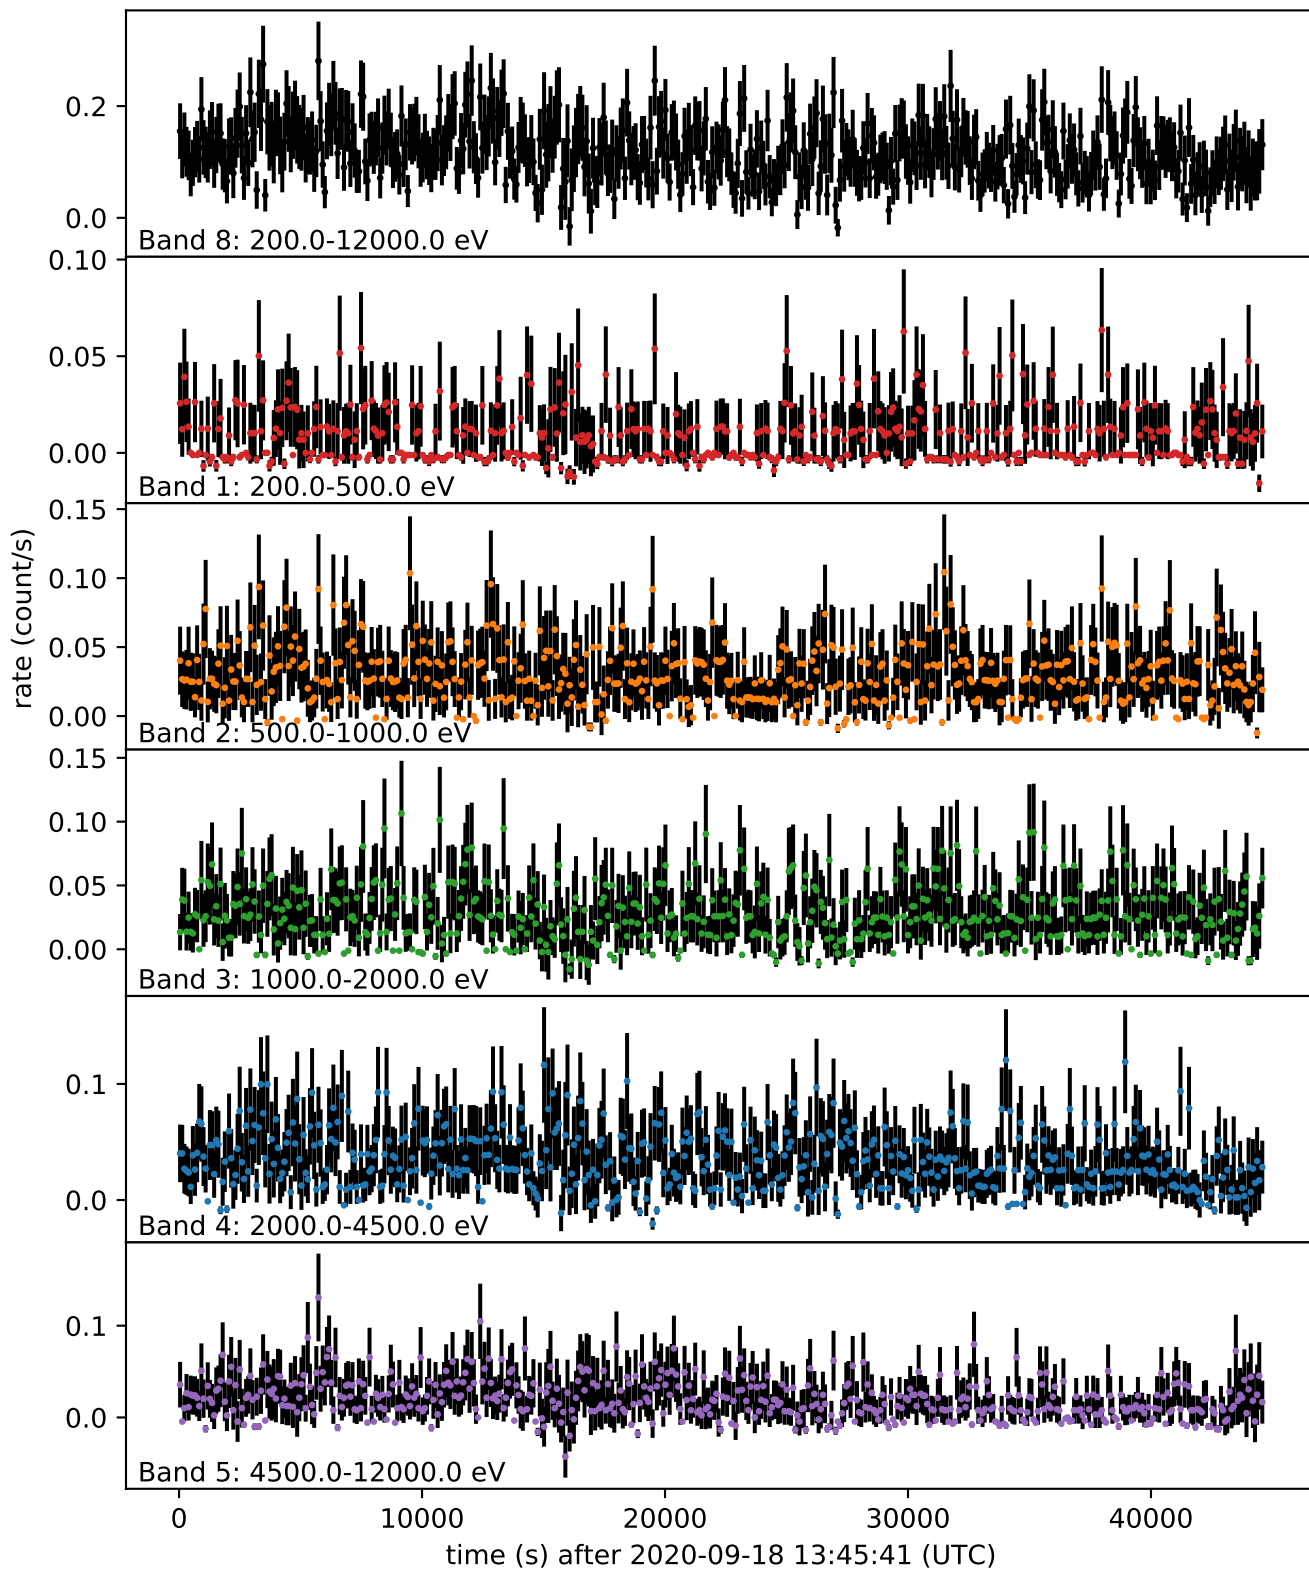 0.2
0.0
Band 8: 200.0-12000.0 eV
0.10
0.05
0.00
Band 1: 200.0-500.0 eV
0.15
0.10
0.05
0.00
Band 2: 500.0-1000.0 eV
rate (count/s)
0.15
0.10
0.05
0.00
Band 3: 1000.0-2000.0 eV
0.1
0.0
Band 4: 2000.0-4500.0 eV
0.1
0.0
Band 5: 4500.0-12000.0 eV
0 10000 20000 30000 40000
time (s) after 2020-09-18 13:45:41 (UTC)